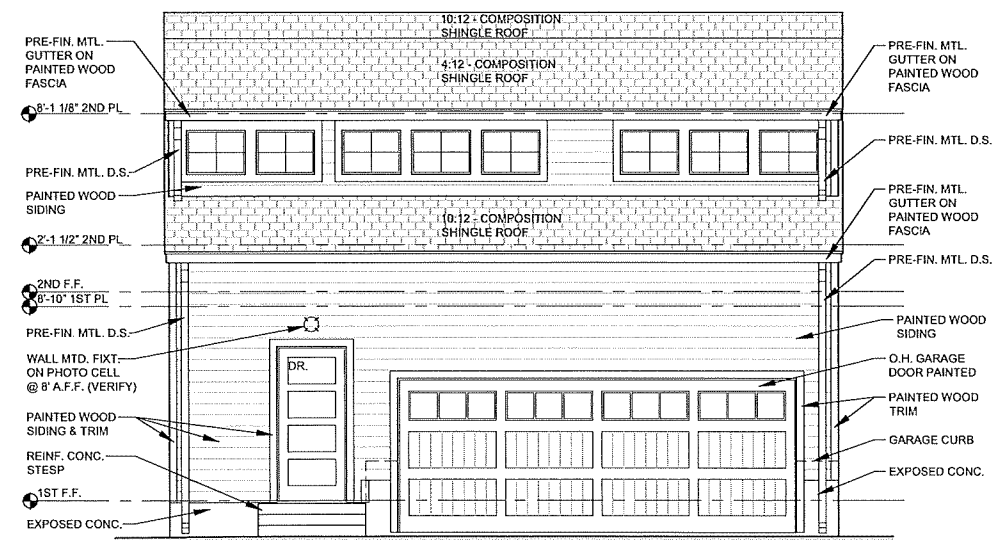 10:12 - COMPOSITION
SHINGLE ROOF
4:12 - COMPOSITION
SHINGLE ROOF
PRE-FIN. MTL.
GUTTER ON
PAINTED WOOD
FASCIA
8'-1 1/8" 2ND PL
PRE-FIN. MTL. D.S.
PAINTED WOOD
SIDING
10:12 - COMPOSITION
SHINGLE ROOF
2'-1 1/2" 2ND PL
2ND F.F.
8'-10" 1ST PL
PRE-FIN. MTL. D.S.
WALL MTD. FIXT.
ON PHOTO CELL
@ 8' A.F.F. (VERIFY)
DR.
PAINTED WOOD
SIDING & TRIM
REINF. CONC.
STESP
1ST F.F.
EXPOSED CONC.
PRE-FIN. MTL.
GUTTER ON
PAINTED WOOD
FASCIA
PRE-FIN. MTL. D.S.
PRE-FIN. MTL.
GUTTER ON
PAINTED WOOD
FASCIA
PRE-FIN. MTL. D.S.
PAINTED WOOD
SIDING
O.H. GARAGE
DOOR PAINTED
PAINTED WOOD
TRIM
GARAGE CURB
EXPOSED CONC.